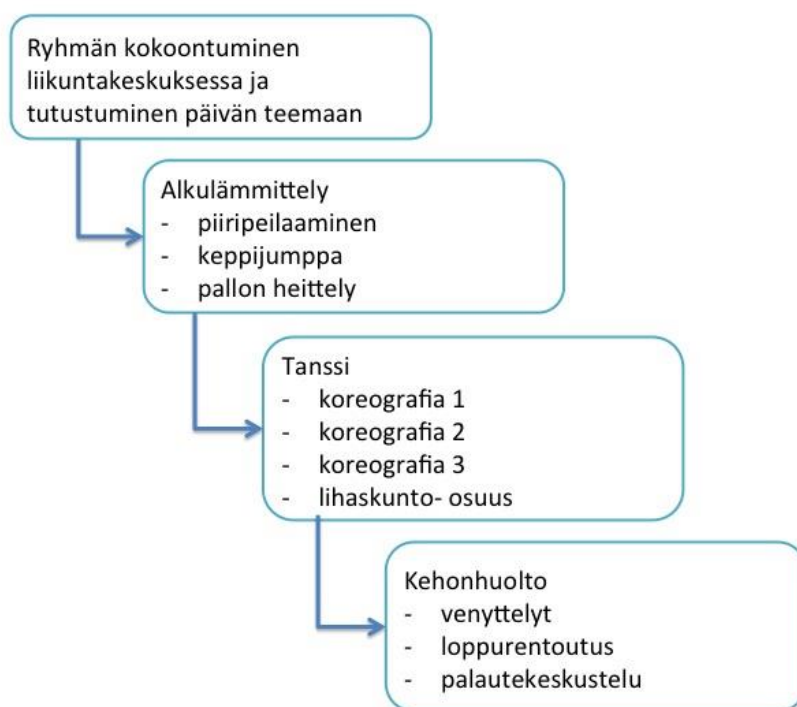 Ryhmän kokoontuminen
liikuntakeskuksessa ja
tutustuminen päivän teemaan
Alkulämmittely
- piiripeilaaminen
- keppijumppa
- pallon heittely
Tanssi
- koreografia 1
- koreografia 2
- koreografia 3
- lihaskunto- osuus
Kehonhuolto
- venyttelyt
- loppurentoutus
- palautekeskustelu